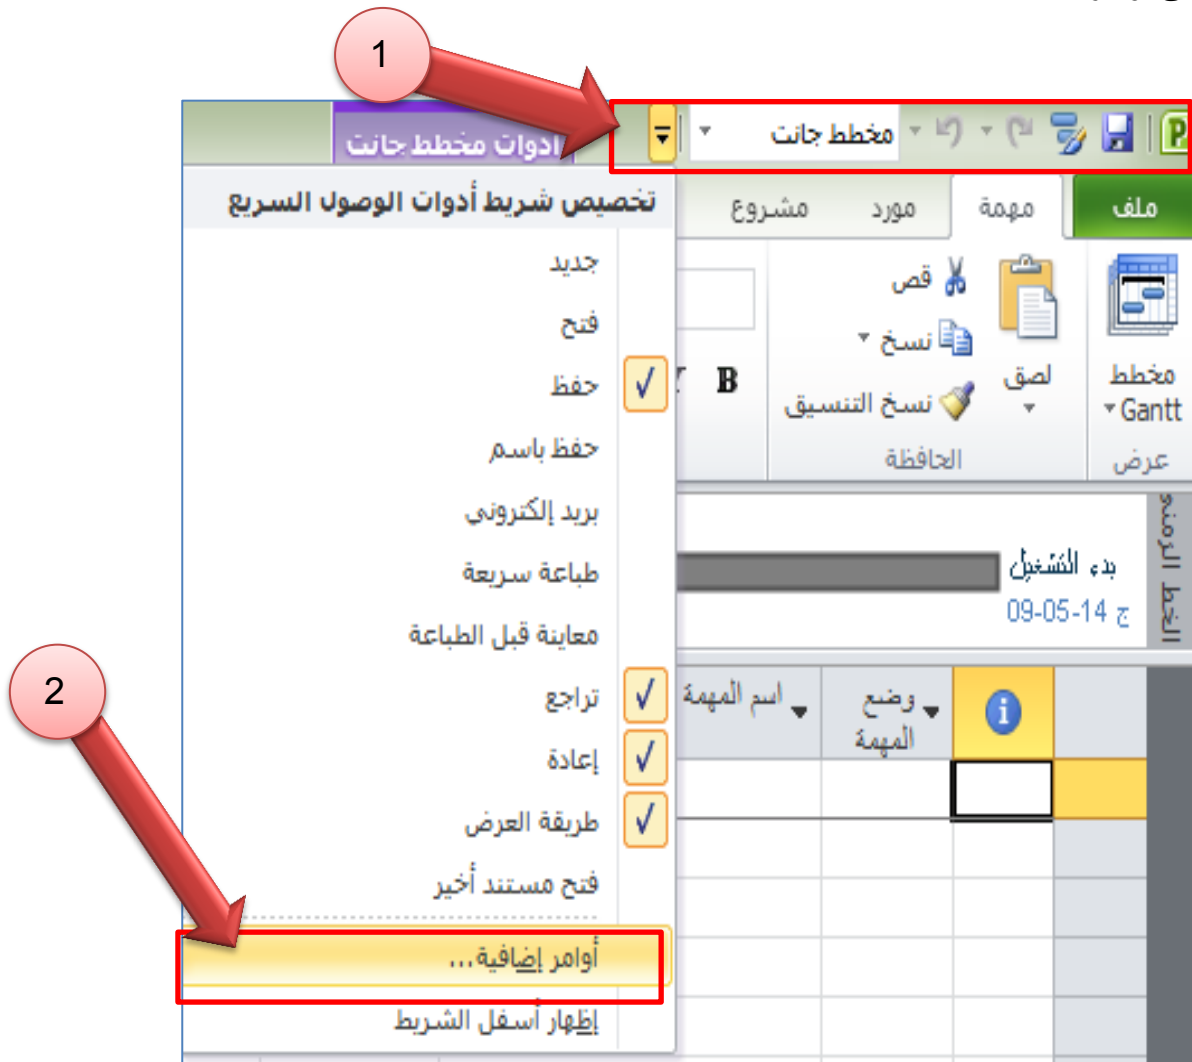 1
مخطط جانت
أدوات مخطط جانت
ملف
مهمة
مورد
مشروع
تخصيص شريط أدوات الوصول السريع
جديد
فتح
حفظ
حفظ باسم
بريد إلكتروني
طباعة سريعة
معاينة قبل الطباعة
تراجع
إعادة
طريقة العرض
فتح مستند أخير
أوامر إضافية...
إظهار أسفل الشريط
2
مخطط
Gantt
عرض
لصق
قص
نسخ
نسخ التنسيق
الحافظة
B
بدء التشغيل
ج 14-05-09
وضع
المهمة
اسم المهمة